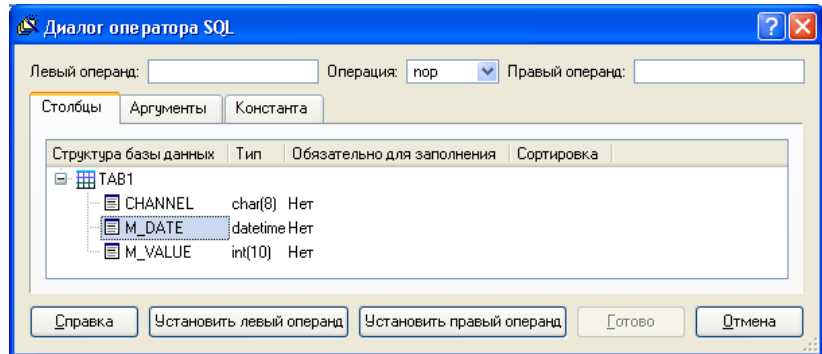 Диалог оператора SQL
Левый операнд: Операция: nop Правый операнд:
Столбцы Аргументы Константа
Структура базы данных Тип Обязательно для заполнения Сортировка
TAB1
CHANNEL char(8) Нет
M_DATE datetime Нет
M_VALUE int(10) Нет
Справка Установить левый операнд Установить правый операнд Готово Отмена